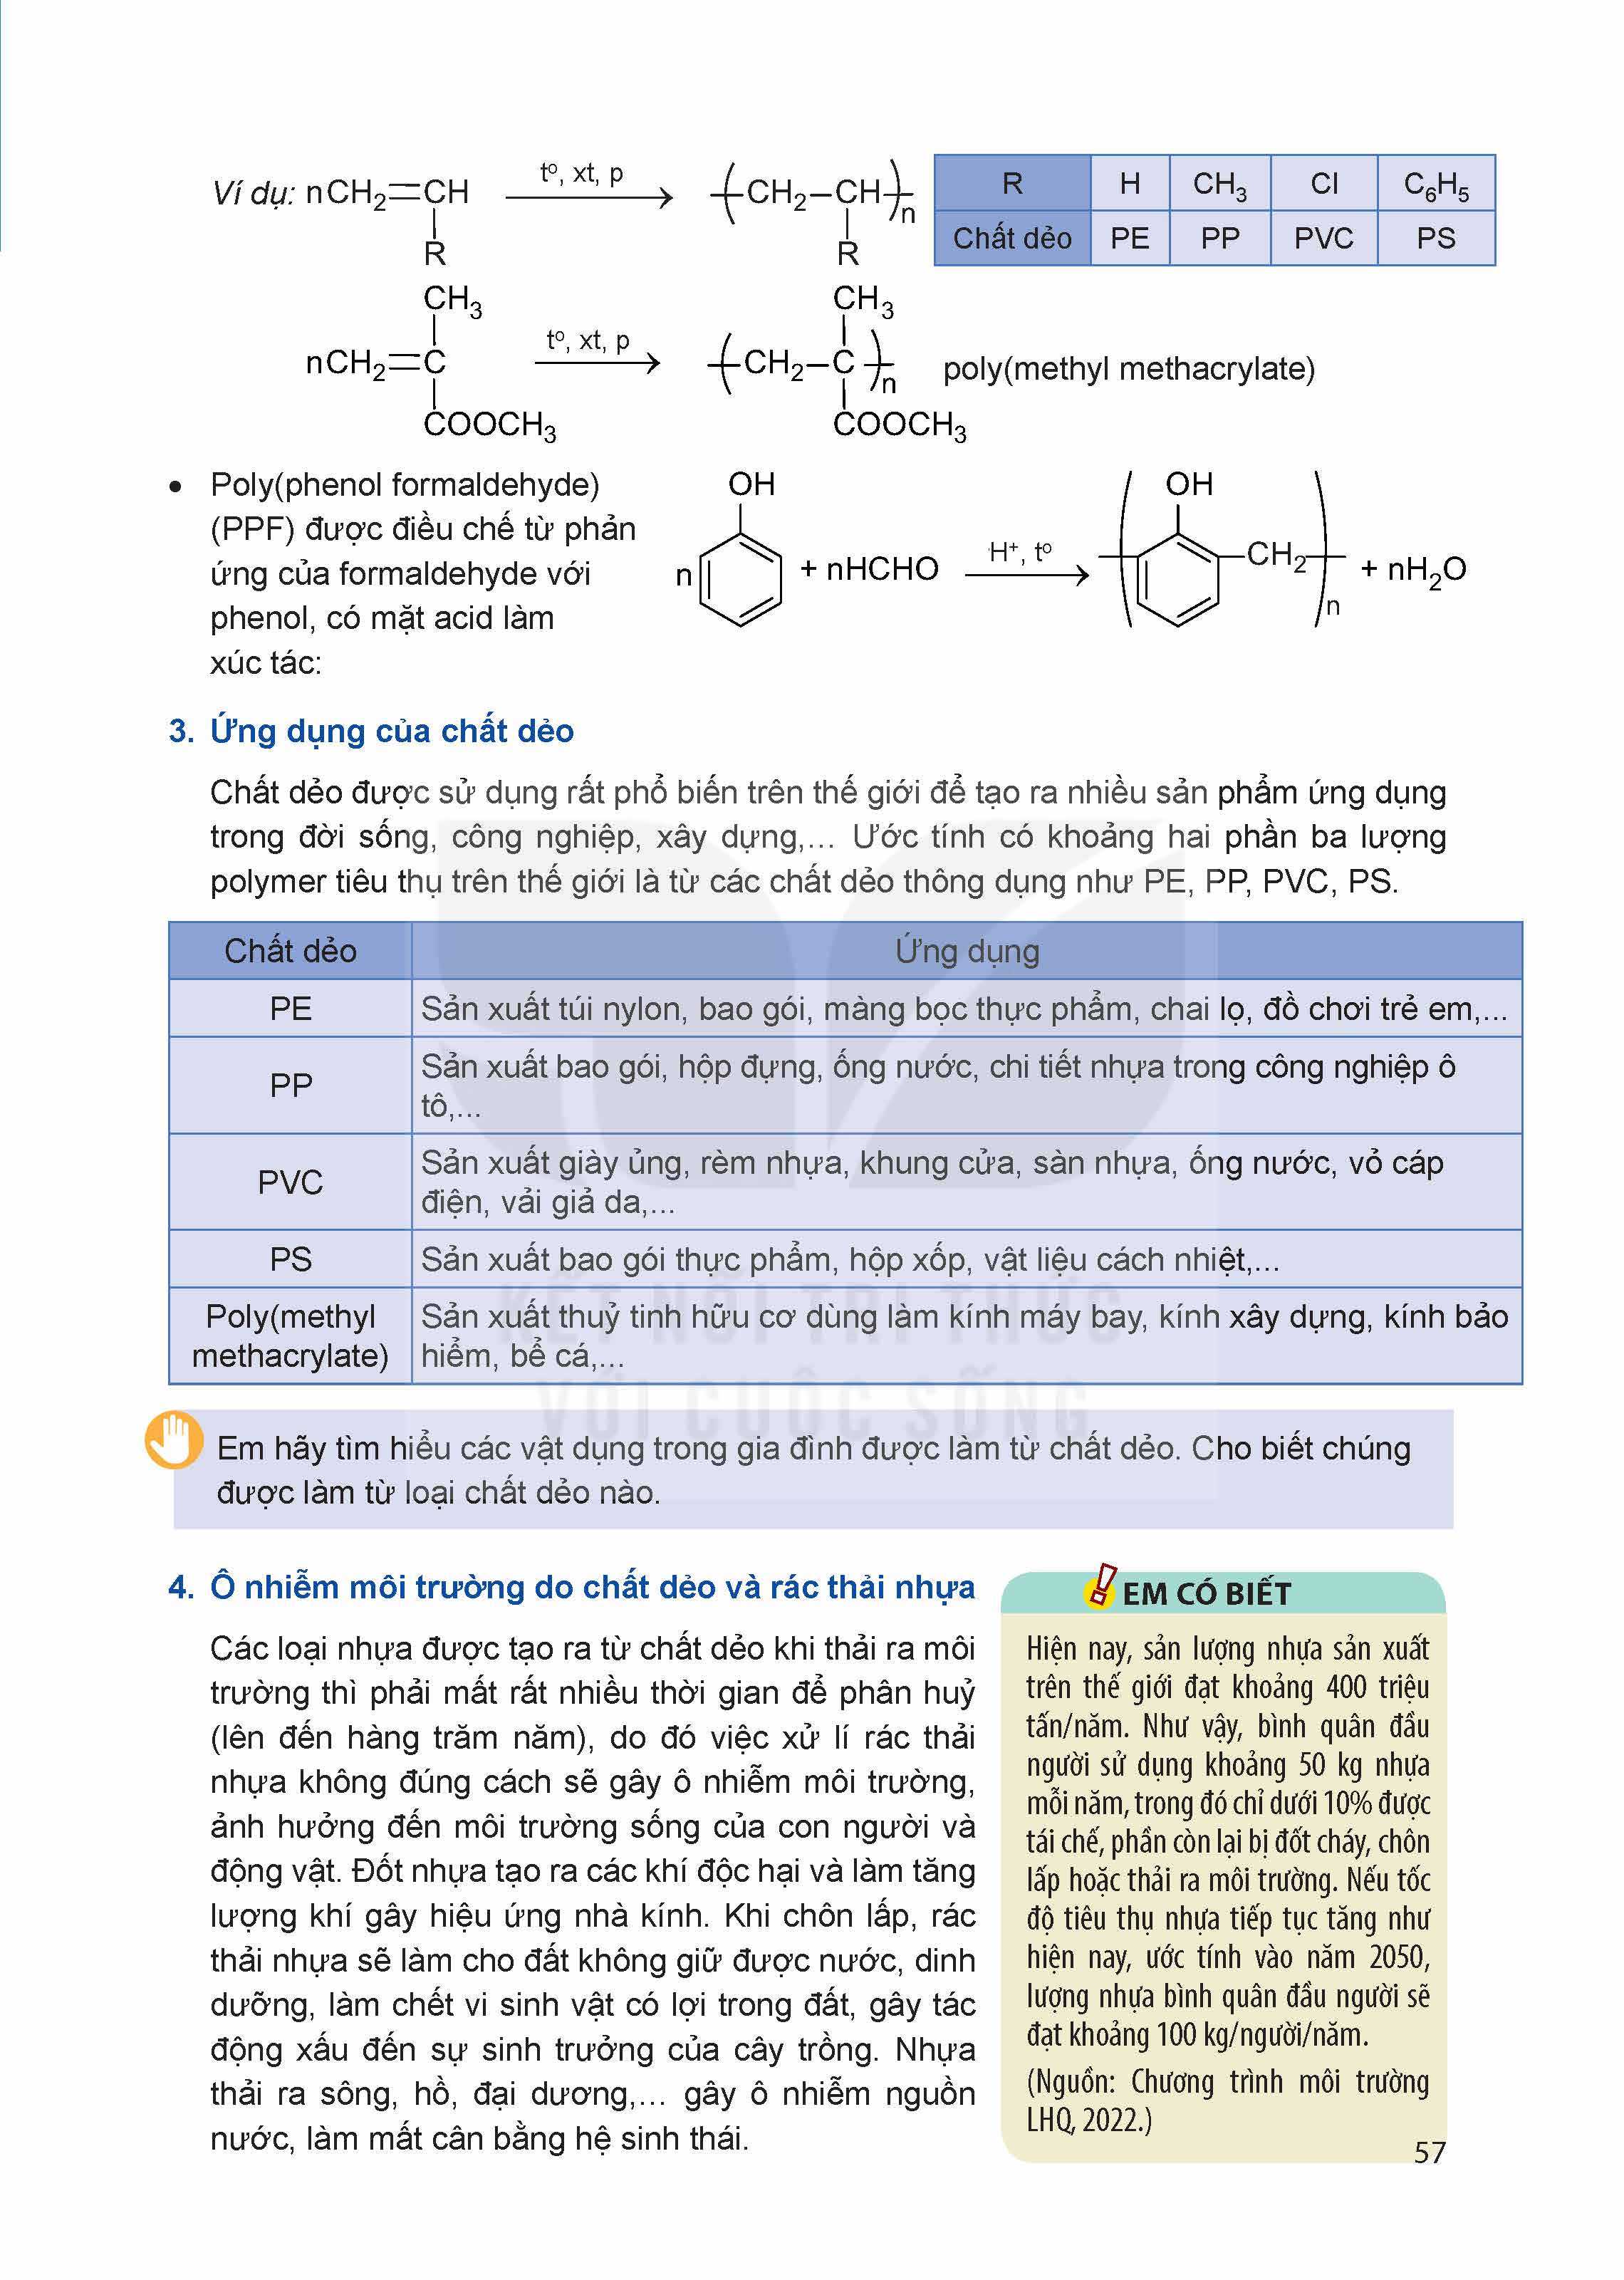 Ví dụ: nCH₂=CH   tº, xt, p   (CH₂–CH)n
R   R
R   H   CH₃   Cl   C₆H₅
Chất dẻo   PE   PP   PVC   PS
CH₃   CH₃
nCH₂=C   tº, xt, p   (CH₂–C)n   poly(methyl methacrylate)
COOCH₃   COOCH₃
• Poly(phenol formaldehyde)
(PPF) được điều chế từ phản
ứng của formaldehyde với
phenol, có mặt acid làm
xúc tác:
OH   OH
n   + nHCHO   H⁺, tº   CH₂   n   + nH₂O
3. Ứng dụng của chất dẻo
Chất dẻo được sử dụng rất phổ biến trên thế giới để tạo ra nhiều sản phẩm ứng dụng
trong đời sống, công nghiệp, xây dựng,... Ước tính có khoảng hai phần ba lượng
polymer tiêu thụ trên thế giới là từ các chất dẻo thông dụng như PE, PP, PVC, PS.
Chất dẻo   Ứng dụng
PE   Sản xuất túi nylon, bao gói, màng bọc thực phẩm, chai lọ, đồ chơi trẻ em,...
PP   Sản xuất bao gói, hộp đựng, ống nước, chi tiết nhựa trong công nghiệp ô
tô,...
PVC   Sản xuất giày ủng, rèm nhựa, khung cửa, sàn nhựa, ống nước, vỏ cáp
điện, vải giả da,...
PS   Sản xuất bao gói thực phẩm, hộp xốp, vật liệu cách nhiệt,...
Poly(methyl   Sản xuất thuỷ tinh hữu cơ dùng làm kính máy bay, kính xây dựng, kính bảo
methacrylate)   hiểm, bể cá,...
KẾT NỐI TRI THỨC
VỚI CUỘC SỐNG
Em hãy tìm hiểu các vật dụng trong gia đình được làm từ chất dẻo. Cho biết chúng
được làm từ loại chất dẻo nào.
4. Ô nhiễm môi trường do chất dẻo và rác thải nhựa
Các loại nhựa được tạo ra từ chất dẻo khi thải ra môi
trường thì phải mất rất nhiều thời gian để phân huỷ
(lên đến hàng trăm năm), do đó việc xử lí rác thải
nhựa không đúng cách sẽ gây ô nhiễm môi trường,
ảnh hưởng đến môi trường sống của con người và
động vật. Đốt nhựa tạo ra các khí độc hại và làm tăng
lượng khí gây hiệu ứng nhà kính. Khi chôn lấp, rác
thải nhựa sẽ làm cho đất không giữ được nước, dinh
dưỡng, làm chết vi sinh vật có lợi trong đất, gây tác
động xấu đến sự sinh trưởng của cây trồng. Nhựa
thải ra sông, hồ, đại dương,... gây ô nhiễm nguồn
nước, làm mất cân bằng hệ sinh thái.
EM CÓ BIẾT
Hiện nay, sản lượng nhựa sản xuất
trên thế giới đạt khoảng 400 triệu
tấn/năm. Như vậy, bình quân đầu
người sử dụng khoảng 50 kg nhựa
mỗi năm, trong đó chỉ dưới 10% được
tái chế, phần còn lại bị đốt cháy, chôn
lấp hoặc thải ra môi trường. Nếu tốc
độ tiêu thụ nhựa tiếp tục tăng như
hiện nay, ước tính vào năm 2050,
lượng nhựa bình quân đầu người sẽ
đạt khoảng 100 kg/người/năm.
(Nguồn: Chương trình môi trường
LHQ, 2022.)
57